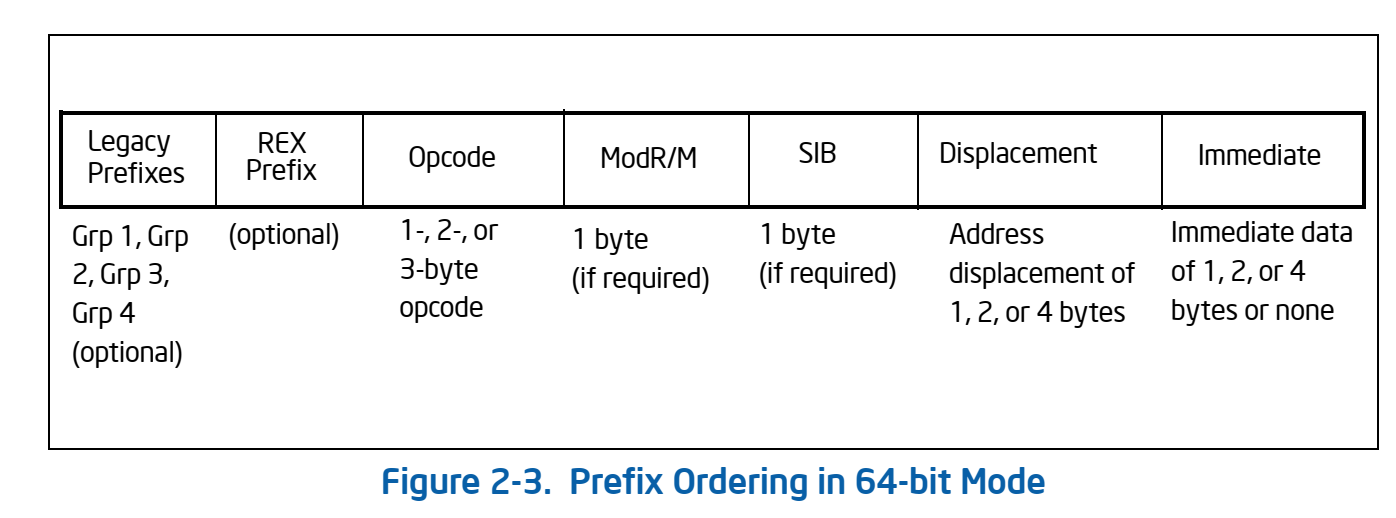 Legacy
Prefixes
REX
Prefix
Opcode
ModR/M
SIB
Displacement
Immediate
Grp 1, Grp
2, Grp 3,
Grp 4
(optional)
(optional)
1-, 2-, or
3-byte
opcode
1 byte
(if required)
1 byte
(if required)
Address
displacement of
1, 2, or 4 bytes
Immediate data
of 1, 2, or 4
bytes or none
Figure 2-3. Prefix Ordering in 64-bit Mode